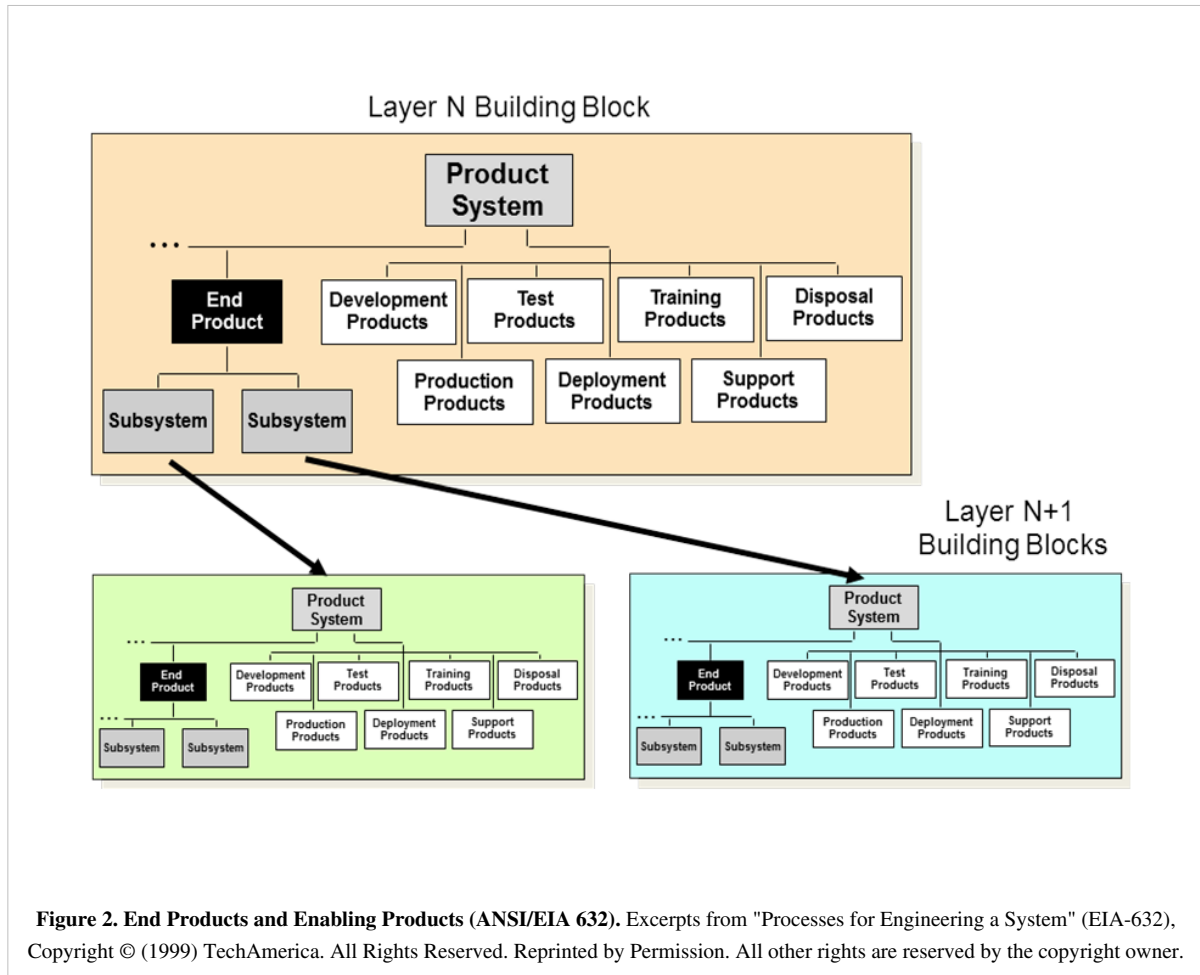 Layer N Building Block
Product
System
...
End
Product
Development
Products
Test
Products
Training
Products
Disposal
Products
Production
Products
Deployment
Products
Support
Products
Subsystem
Subsystem
Layer N+1
Building Blocks
Product
System
...
End
Product
Development
Products
Test
Products
Training
Products
Disposal
Products
...
Production
Products
Deployment
Products
Support
Products
Subsystem
Subsystem
Product
System
...
End
Product
Development
Products
Test
Products
Training
Products
Disposal
Products
...
Production
Products
Deployment
Products
Support
Products
Subsystem
Subsystem
Figure 2. End Products and Enabling Products (ANSI/EIA 632). Excerpts from "Processes for Engineering a System" (EIA-632),
Copyright © (1999) TechAmerica. All Rights Reserved. Reprinted by Permission. All other rights are reserved by the copyright owner.